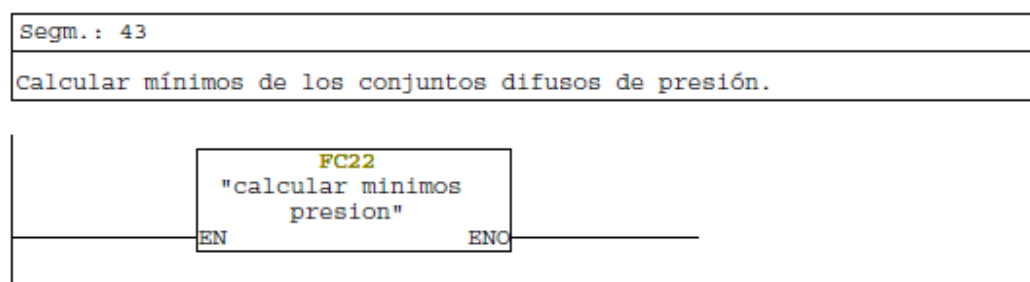 Segm.: 43
Calcular mínimos de los conjuntos difusos de presión.
FC22
"calcular minimos
presion"
EN ENO